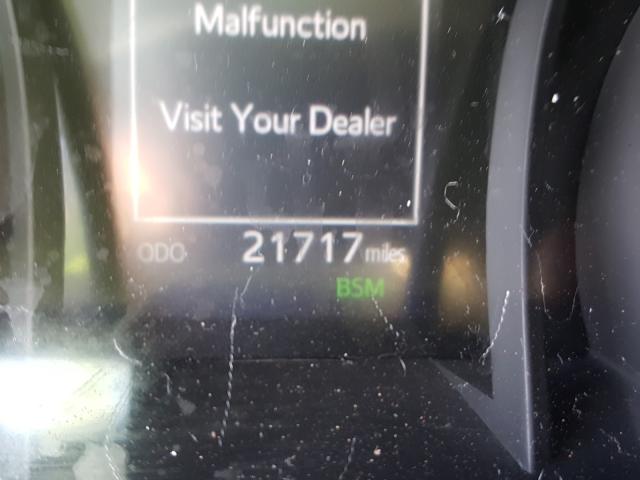 Malfunction
Visit Your Dealer
ODO 21717 miles
BSM